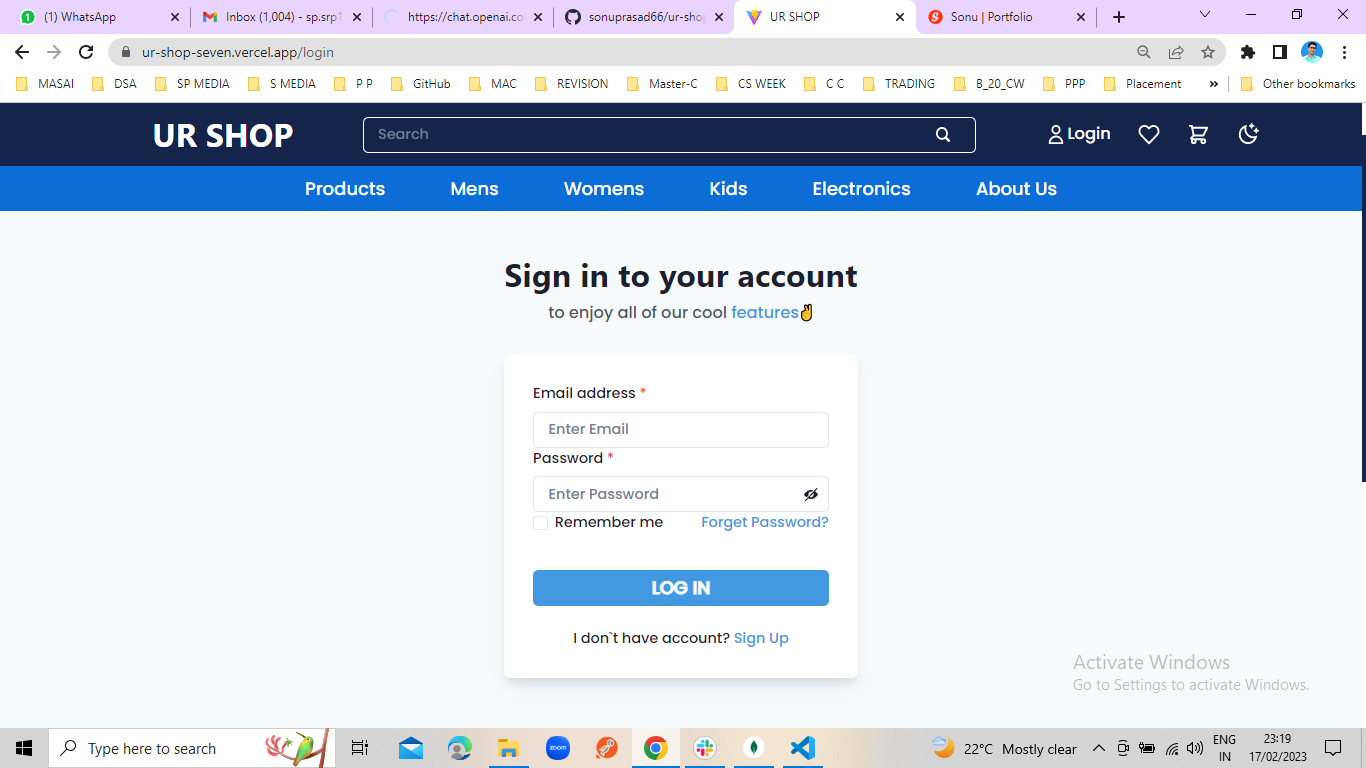 (1) WhatsApp
Inbox (1,004) - sp.srp1
https://chat.openai.co
sonuprasad66/ur-shop
UR SHOP
Sonu | Portfolio
ur-shop-seven.vercel.app/login
MASAI DSA SP MEDIA S MEDIA P P GitHub MAC REVISION Master-C CS WEEK C C TRADING B_20_CW PPP Placement » Other bookmarks
UR SHOP
Search
Login
Products Mens Womens Kids Electronics About Us
Sign in to your account
to enjoy all of our cool features✌
Email address *
Enter Email
Password *
Enter Password
Remember me Forget Password?
LOG IN
I don`t have account? Sign Up
Activate Windows
Go to Settings to activate Windows.
Type here to search
zoom
22°C Mostly clear
ENG
IN
23:19
17/02/2023